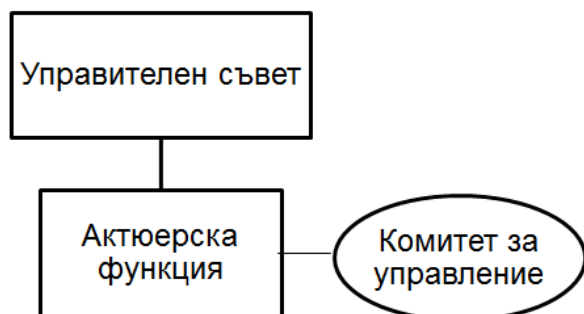 Управителен съвет
Актюерска
функция
Комитет за
управление